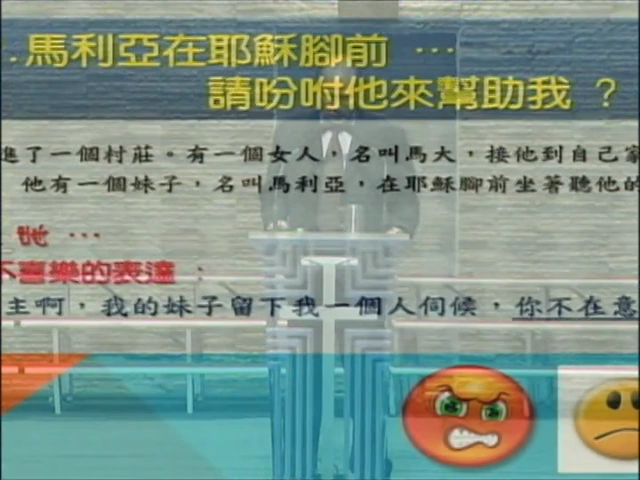 .馬利亞在耶穌腳前 …
請吩咐他來幫助我 ?
進了一個村莊。有一個女人,名叫馬大,接他到自己家
他有一個妹子,名叫馬利亞,在耶穌腳前坐著聽他的
…
不喜樂的表達:
主啊,我的妹子留下我一個人伺候,你不在意